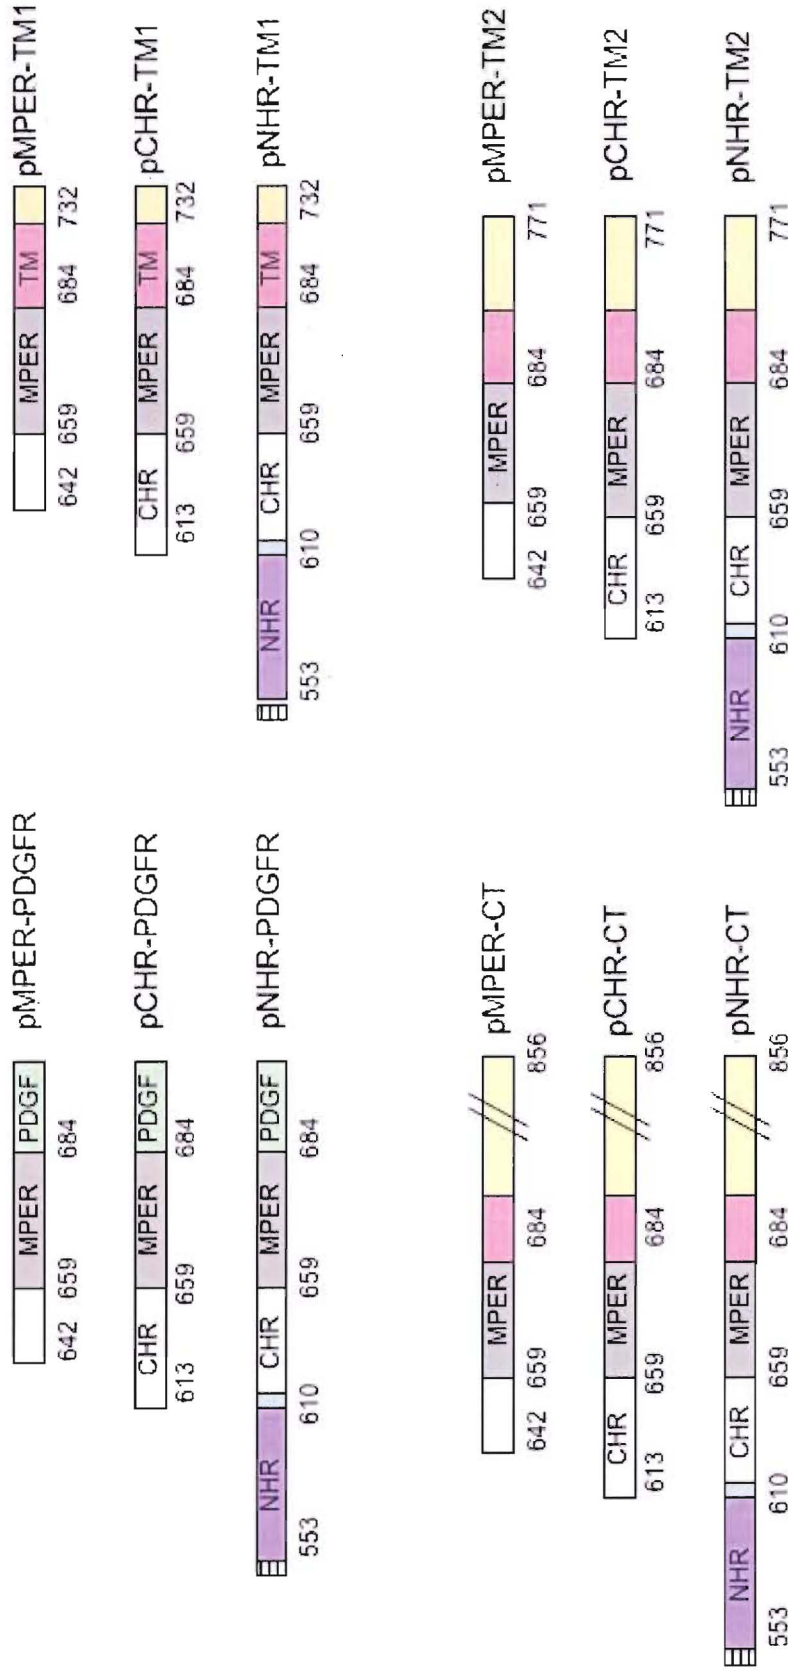 pMPER-PDGFR
MPER PDGF
642 659 684
pCHR-PDGFR
CHR MPER PDGF
613 659 684
pNHR-PDGFR
NHR CHR MPER PDGF
553 610 659 684
pMPER-TM1
MPER TM
642 659 684 732
pCHR-TM1
CHR MPER TM
613 659 684 732
pNHR-TM1
NHR CHR MPER TM
553 610 659 684 732
pMPER-CT
MPER
642 659 684 856
pCHR-CT
CHR MPER
613 659 684 856
pNHR-CT
NHR CHR MPER
553 610 659 684 856
pMPER-TM2
MPER
642 659 684 771
pCHR-TM2
CHR MPER
613 659 684 771
pNHR-TM2
NHR CHR MPER
553 610 659 684 771